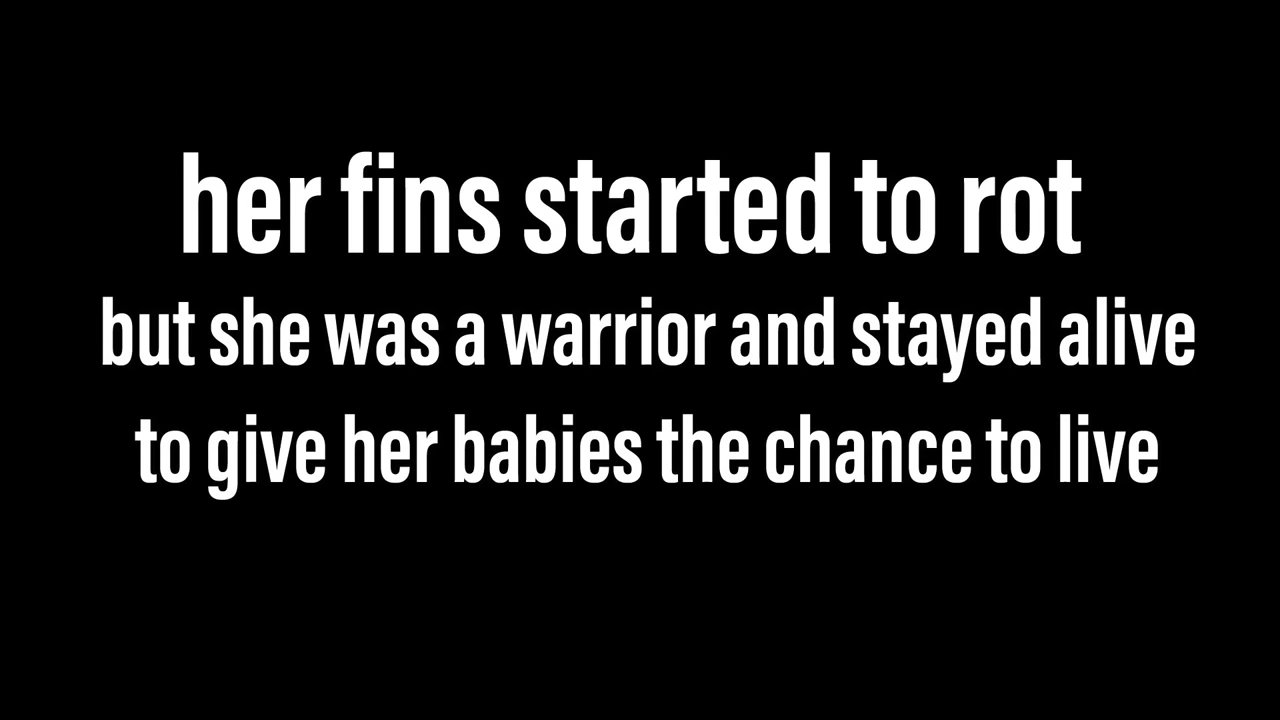 her fins started to rot
but she was a warrior and stayed alive
to give her babies the chance to live